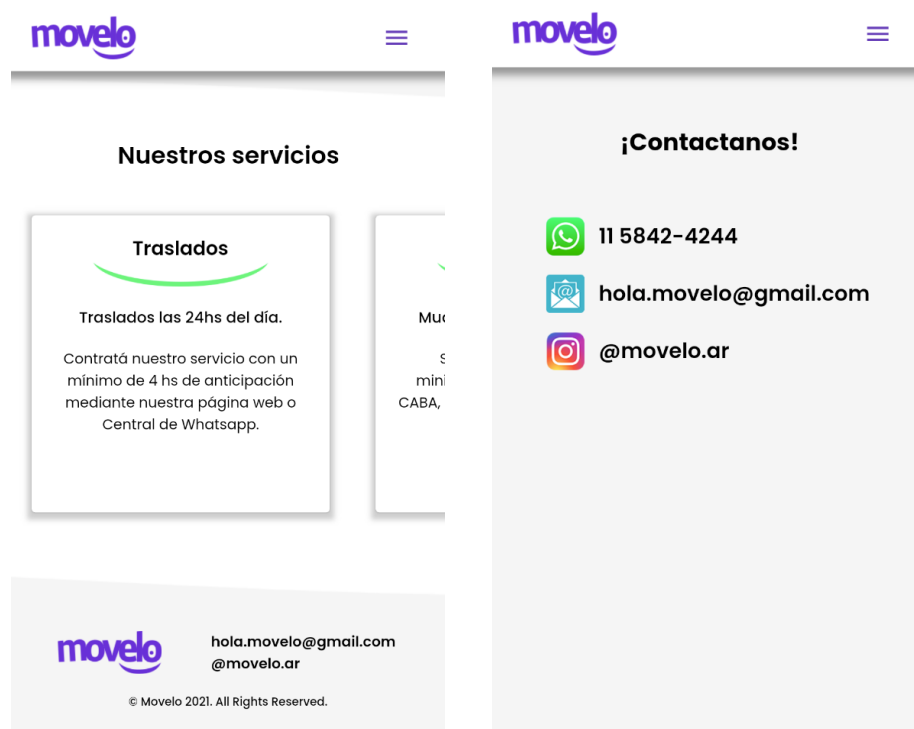 movelo
Nuestros servicios
Traslados
Traslados las 24hs del día.
Contratá nuestro servicio con un
mínimo de 4 hs de anticipación
mediante nuestra página web o
Central de Whatsapp.
CABA,
movelo
hola.movelo@gmail.com
@movelo.ar
© Movelo 2021. All Rights Reserved.
movelo
¡Contactanos!
11 5842-4244
hola.movelo@gmail.com
@movelo.ar